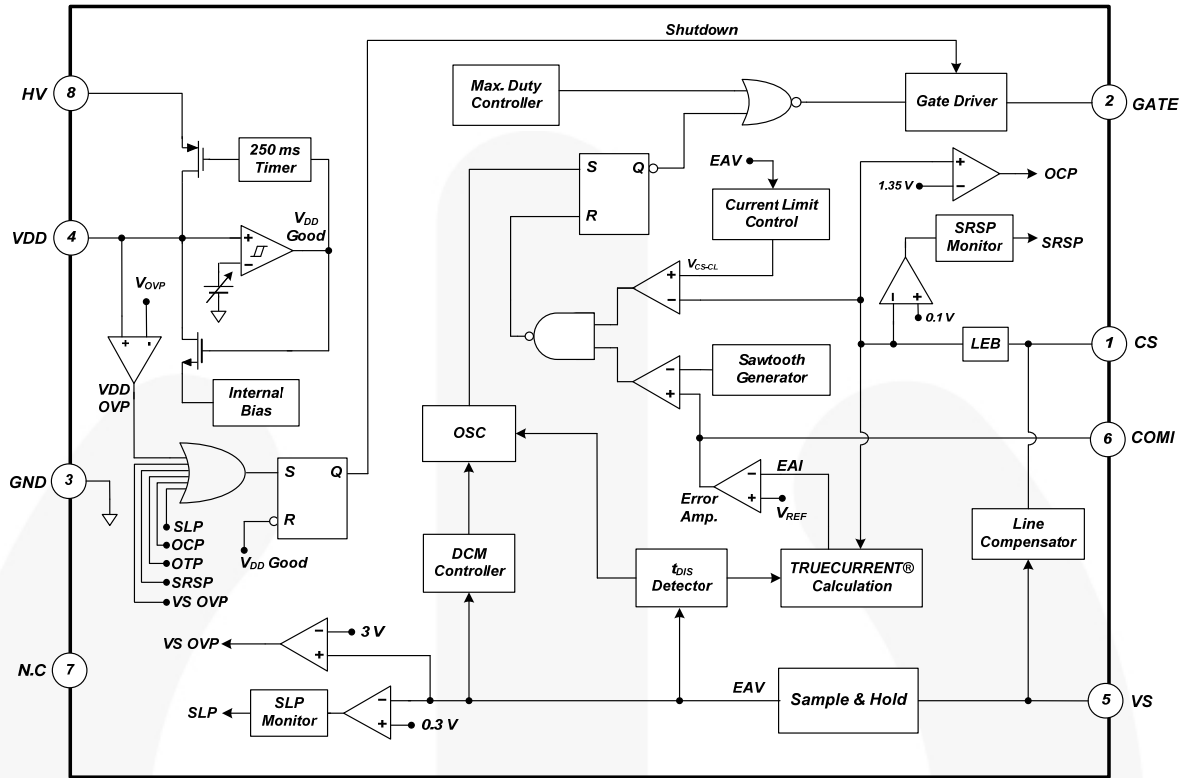 Shutdown
HV
8
Max. Duty
Controller
Gate Driver
2
GATE
250 ms
Timer
S
Q
R
EAV
Current Limit
Control
+
1.35 V
–
OCP
VDD
4
VDD
Good
+
–
SRSP
Monitor
SRSP
VCS-CL
+
–
VOVP
+
-
VDD
OVP
–
+
0.1 V
LEB
1
CS
Internal
Bias
–
+
Sawtooth
Generator
OSC
6
COMI
GND
3
S
Q
R
EAI
–
+
Error
Amp.
VREF
SLP
OCP
OTP
SRSP
VS OVP
VDD Good
DCM
Controller
tDIS
Detector
TRUECURRENT®
Calculation
Line
Compensator
VS OVP
–
3 V
+
N.C
7
EAV
Sample & Hold
5
VS
SLP
SLP
Monitor
–
+
0.3 V